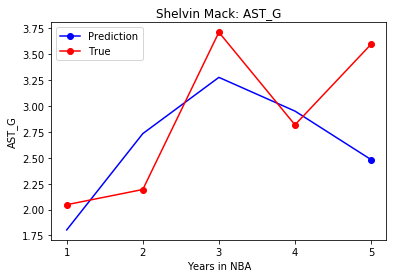 Shelvin Mack: AST_G
Prediction
True
AST_G
3.75
3.50
3.25
3.00
2.75
2.50
2.25
2.00
1.75
1 2 3 4 5
Years in NBA